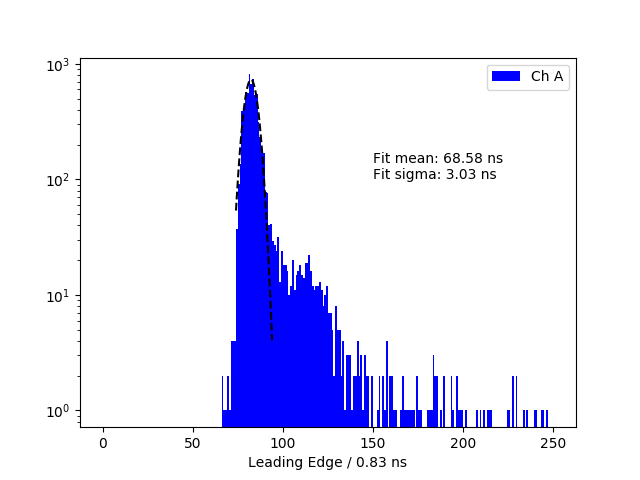 Ch A
Fit mean: 68.58 ns
Fit sigma: 3.03 ns
10³
10²
10¹
10⁰
0 50 100 150 200 250
Leading Edge / 0.83 ns